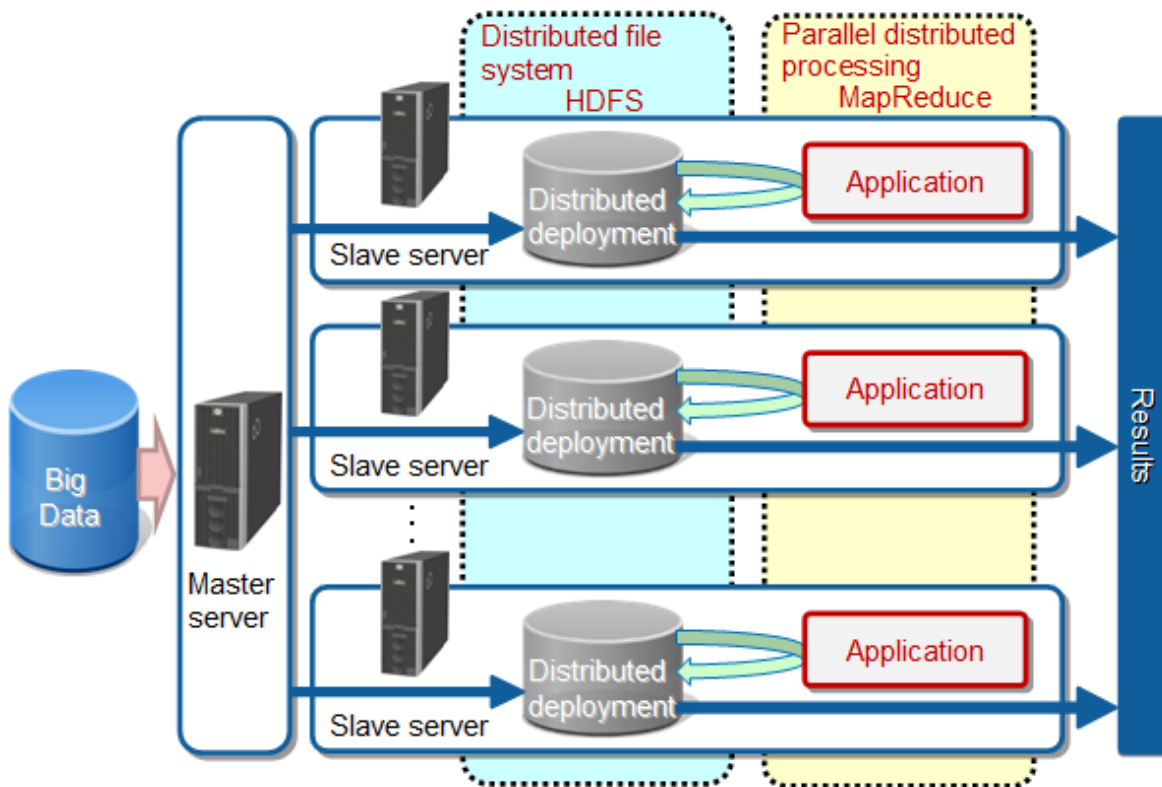 Distributed file
system
HDFS
Parallel distributed
processing
MapReduce
Big
Data
Master
server
Slave server
Distributed
deployment
Application
Slave server
Distributed
deployment
Application
Slave server
Distributed
deployment
Application
Results